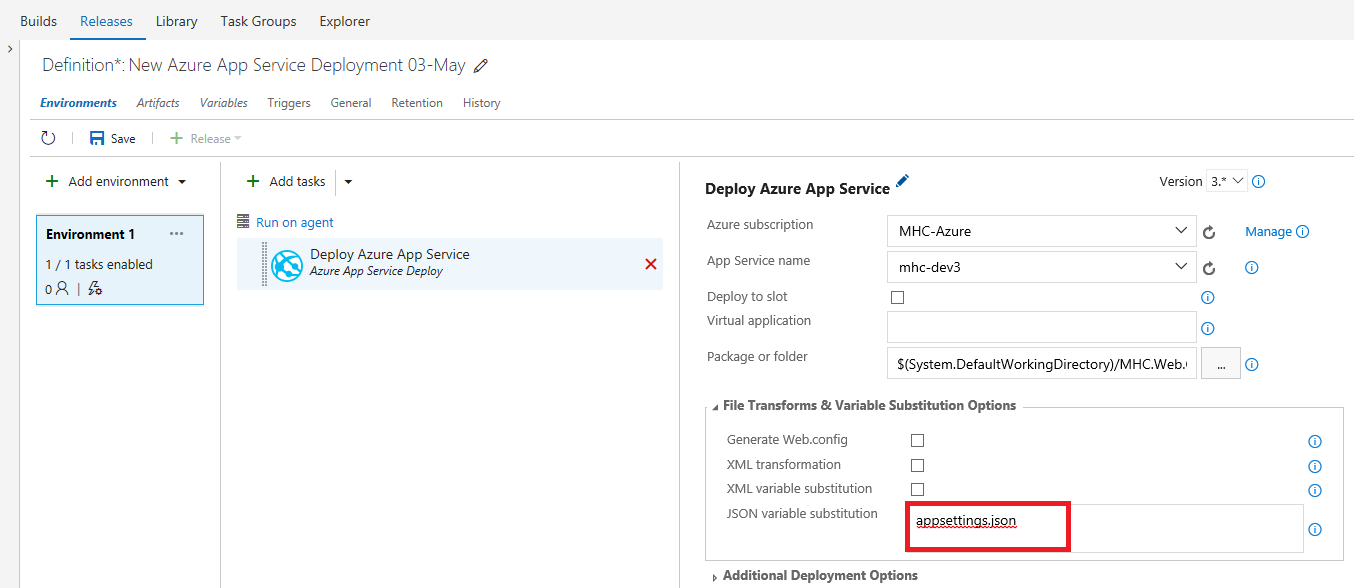 Builds Releases Library Task Groups Explorer
Definition*: New Azure App Service Deployment 03-May
Environments Artifacts Variables Triggers General Retention History
Save Release
Add environment
Environment 1
1 / 1 tasks enabled
0
Add tasks
Run on agent
Deploy Azure App Service
Azure App Service Deploy
Deploy Azure App Service
Version 3.*
Azure subscription MHC-Azure Manage
App Service name mhc-dev3
Deploy to slot
Virtual application
Package or folder $(System.DefaultWorkingDirectory)/MHC.Web. ...
File Transforms & Variable Substitution Options
Generate Web.config
XML transformation
XML variable substitution
JSON variable substitution appsettings.json
Additional Deployment Options